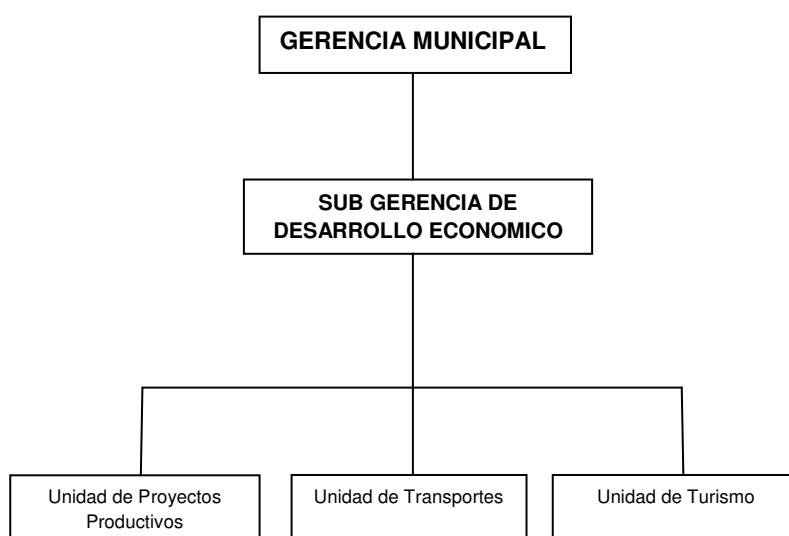 GERENCIA MUNICIPAL
SUB GERENCIA DE
DESARROLLO ECONOMICO
Unidad de Proyectos
Productivos
Unidad de Transportes
Unidad de Turismo